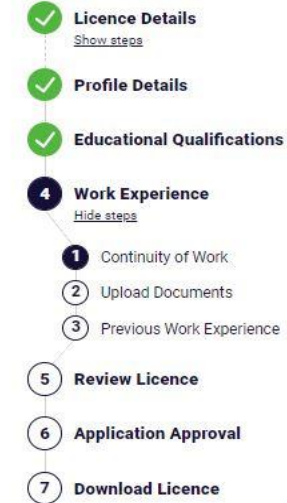 Licence Details
Show steps
Profile Details
Educational Qualifications
4 Work Experience
Hide steps
1 Continuity of Work
2 Upload Documents
3 Previous Work Experience
5 Review Licence
6 Application Approval
7 Download Licence